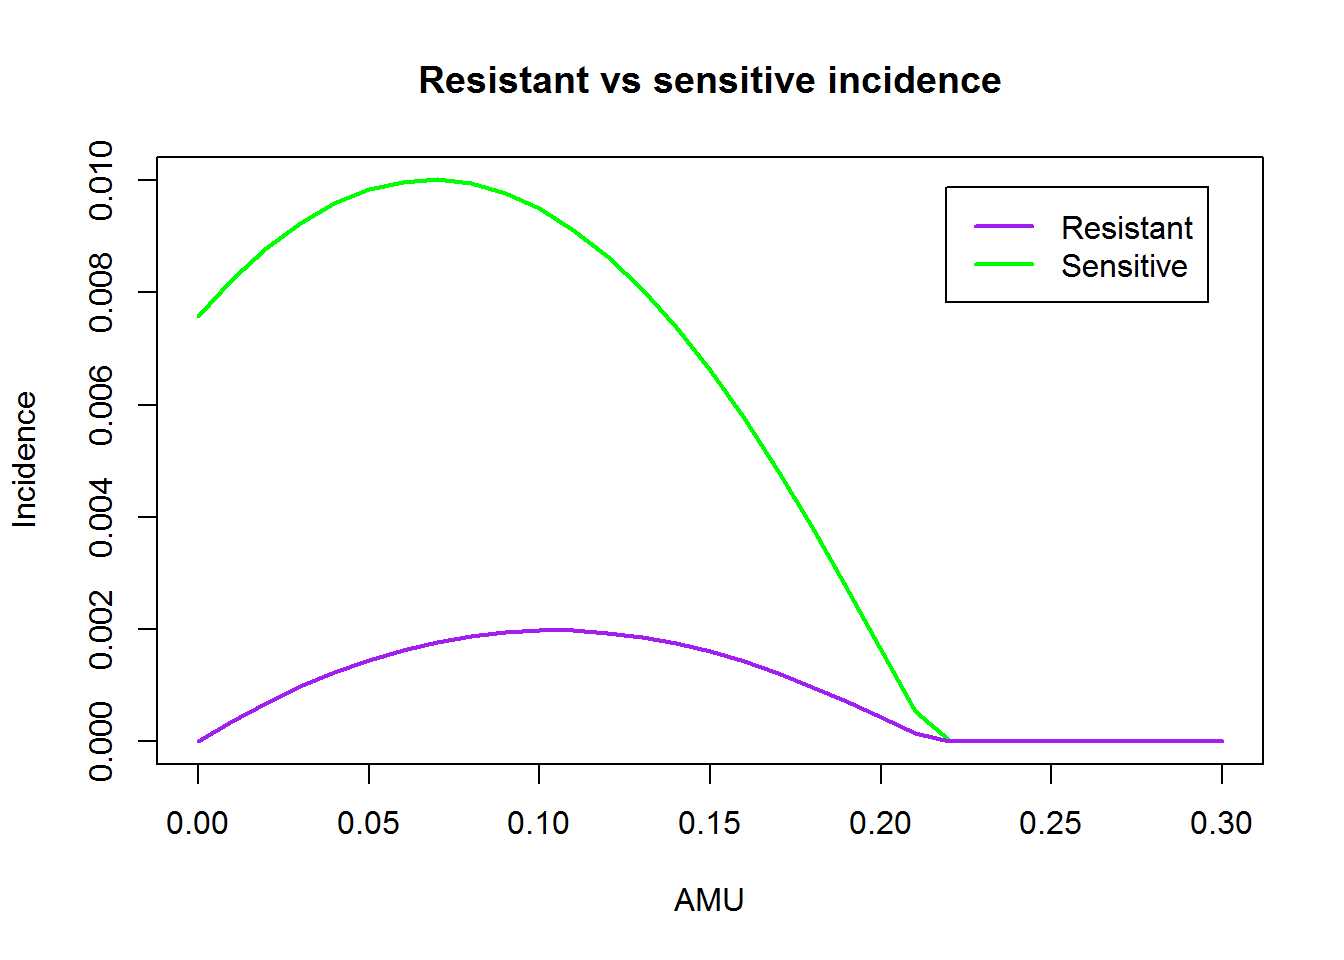 Resistant vs sensitive incidence
0.010
0.008
0.006
0.004
0.002
0.000
Incidence
Resistant
Sensitive
0.00 0.05 0.10 0.15 0.20 0.25 0.30
AMU